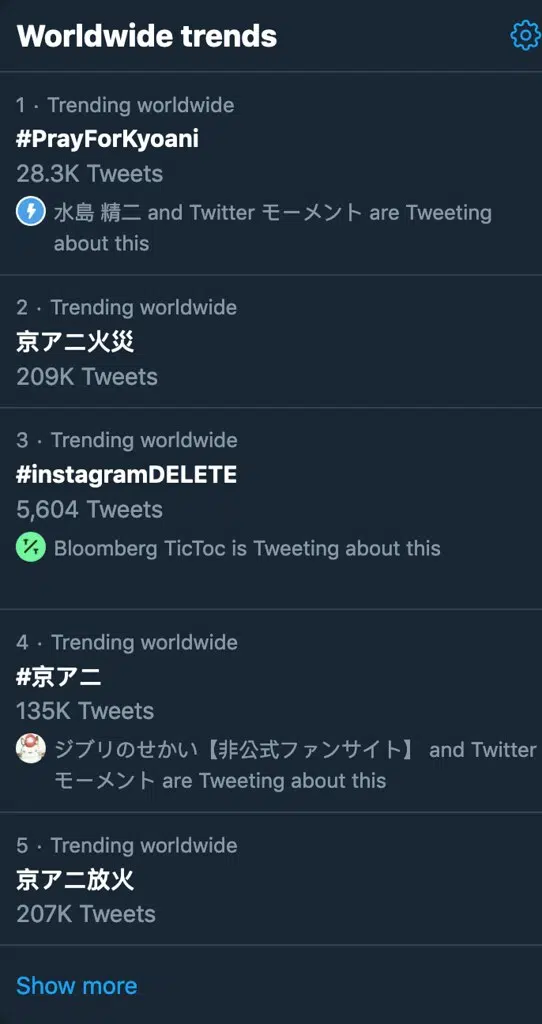 Worldwide trends
1 · Trending worldwide
#PrayForKyoani
28.3K Tweets
水島 精二 and Twitter モーメント are Tweeting
about this
2 · Trending worldwide
京アニ火災
209K Tweets
3 · Trending worldwide
#instagramDELETE
5,604 Tweets
Bloomberg TicToc is Tweeting about this
4 · Trending worldwide
#京アニ
135K Tweets
ジブリのせかい【非公式ファンサイト】 and Twitter
モーメント are Tweeting about this
5 · Trending worldwide
京アニ放火
207K Tweets
Show more